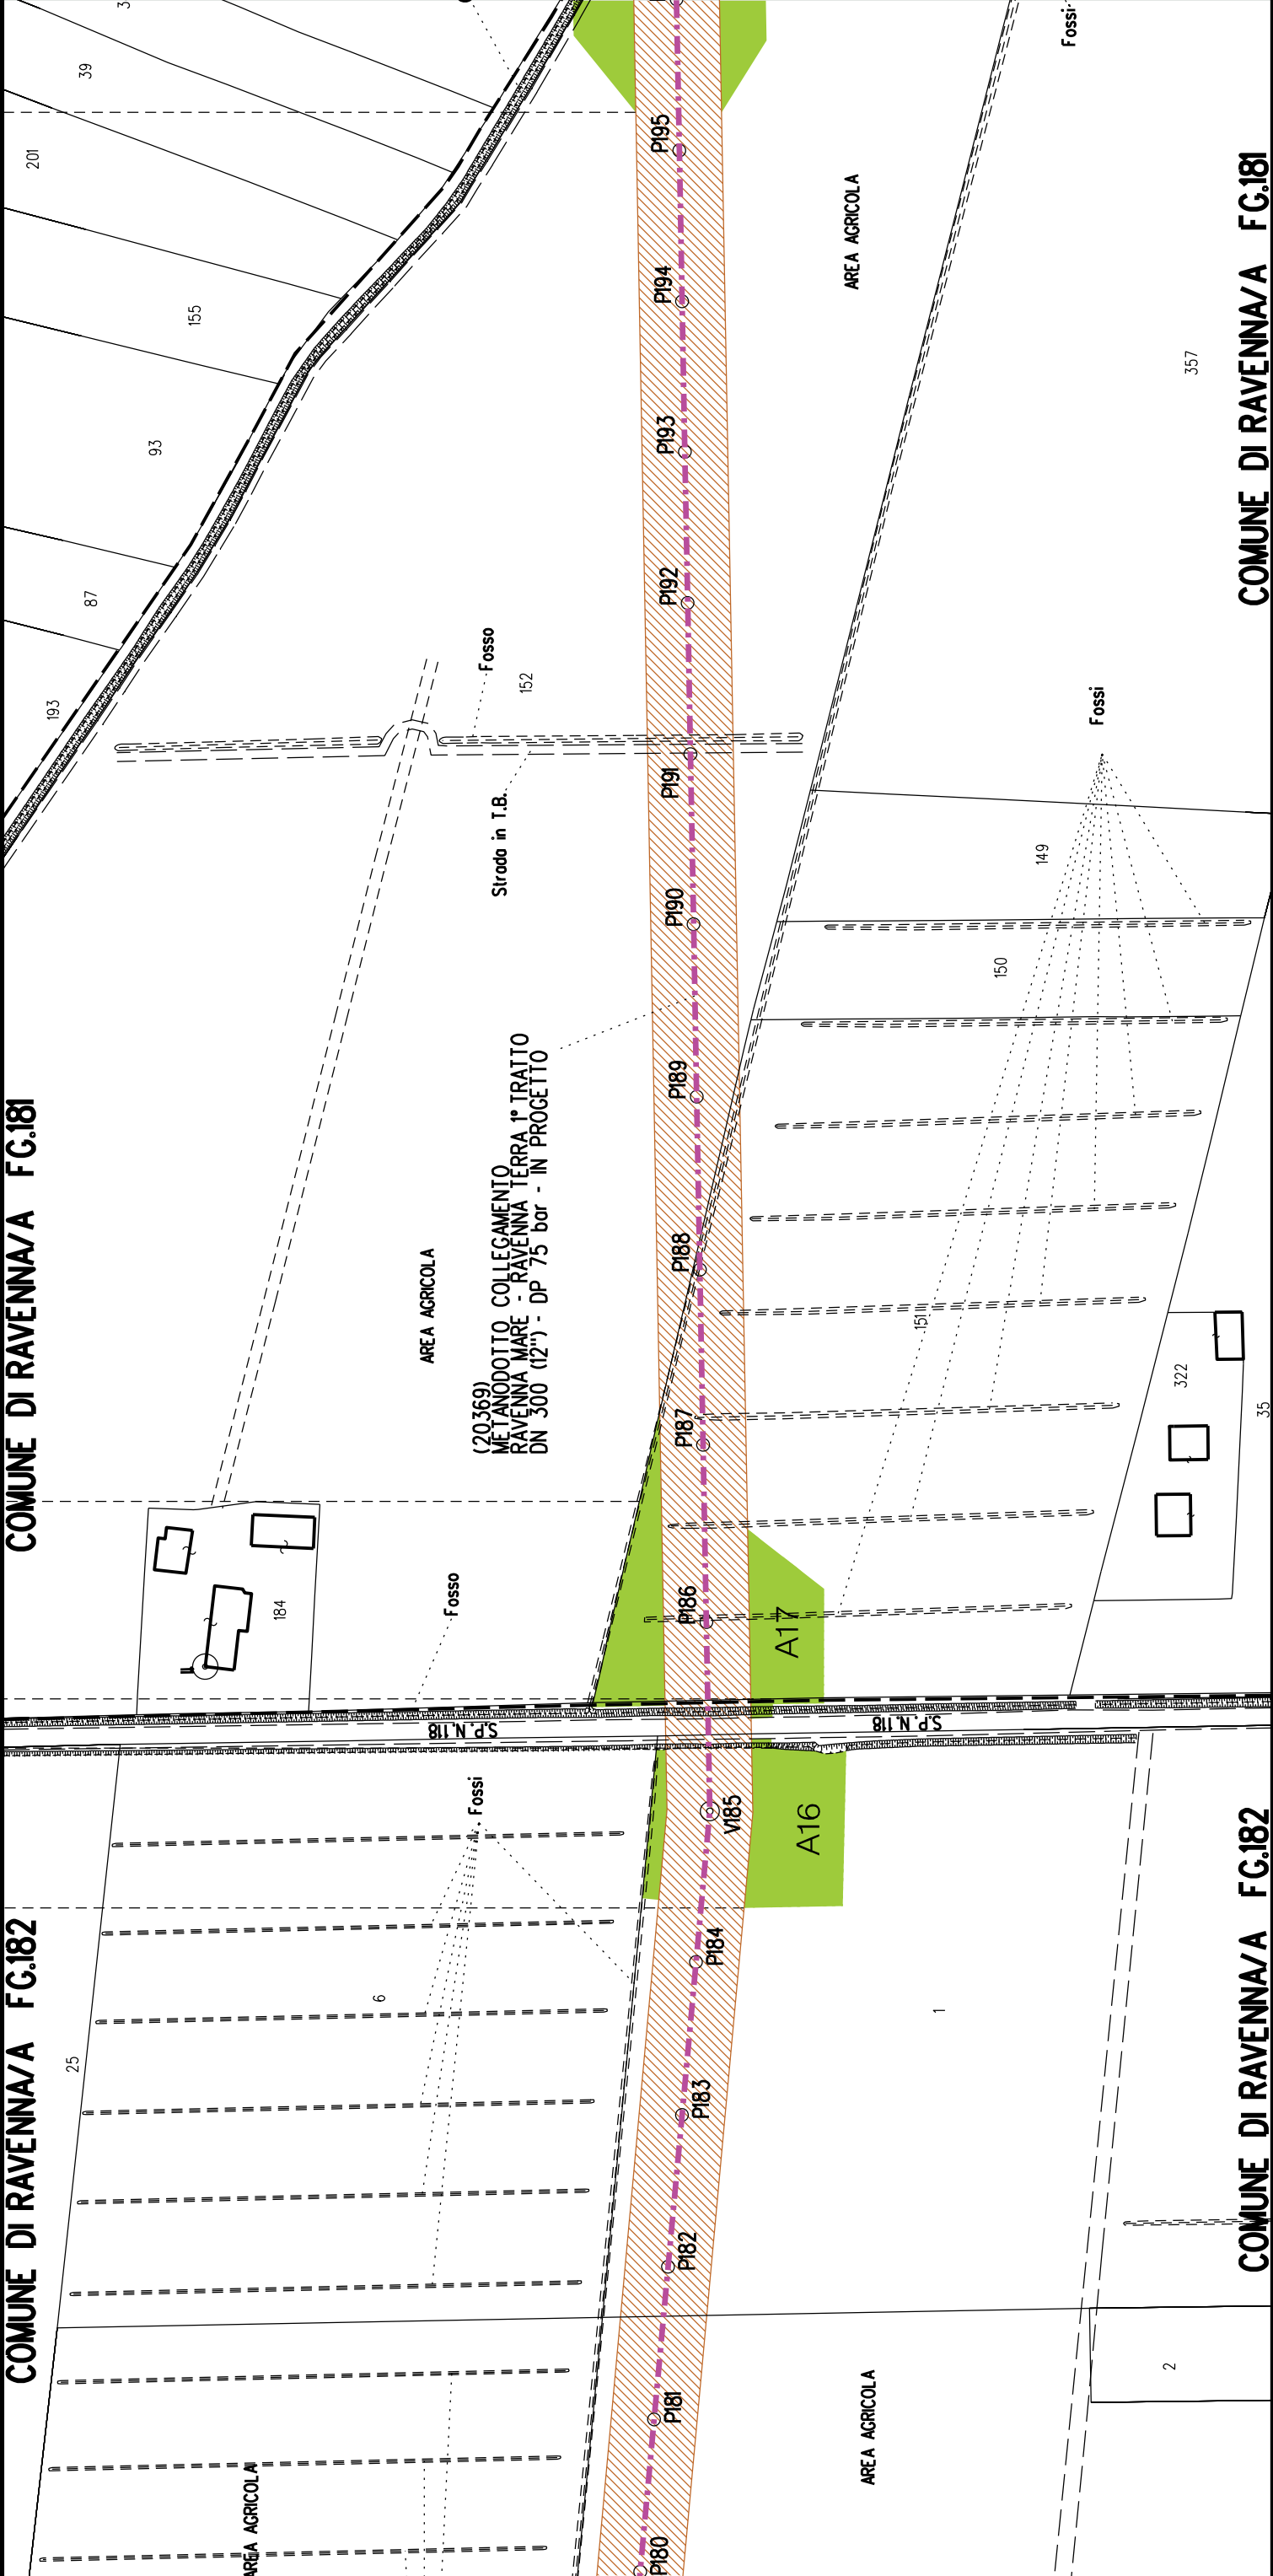 COMUNE DI RAVENNA/A FG.182
COMUNE DI RAVENNA/A FG.181
25
6
AREA AGRICOLA
Fossi
S.P. N.118
Fosso
184
AREA AGRICOLA
(20369)
METANODOTTO COLLEGAMENTO
RAVENNA MARE - RAVENNA TERRA 1° TRATTO
DN 300 (12") - DP 75 bar - IN PROGETTO
Strada in T.B.
Fosso
152
193
87
93
155
201
39
P180
P181
P182
P183
P184
V185
P186
P187
P188
P189
P190
P191
P192
P193
P194
P195
A16
A17
S.P. N.118
AREA AGRICOLA
1
2
151
150
149
Fossi
322
35
AREA AGRICOLA
357
Fossi
COMUNE DI RAVENNA/A FG.182
COMUNE DI RAVENNA/A FG.181